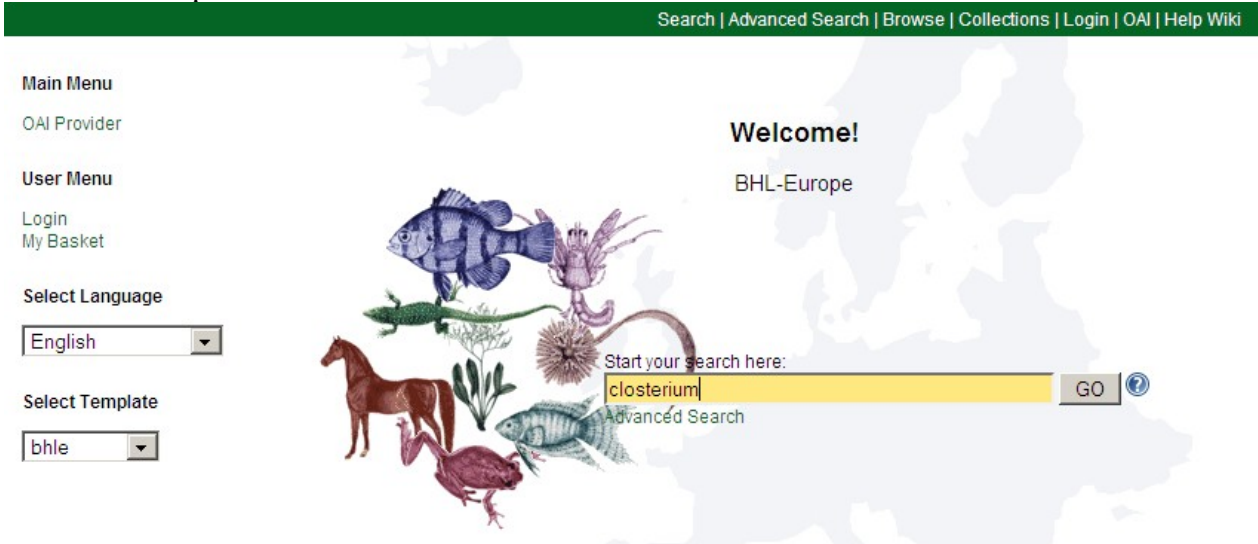 Search | Advanced Search | Browse | Collections | Login | OAI | Help Wiki
Main Menu
OAI Provider
User Menu
Login
My Basket
Select Language
English
Select Template
bhle
Welcome!
BHL-Europe
Start your search here:
closterium
GO
Advanced Search